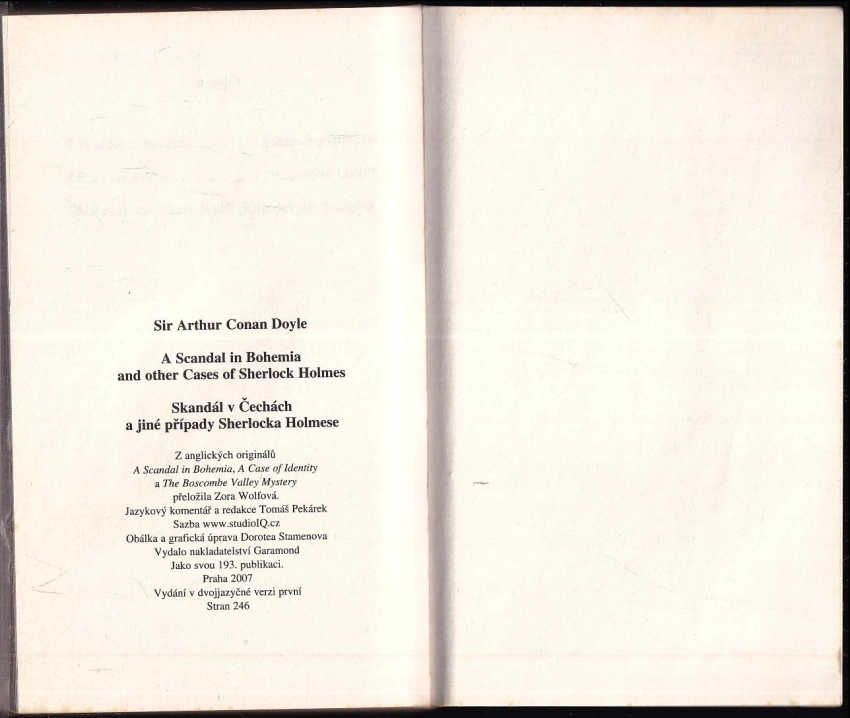 Sir Arthur Conan Doyle
A Scandal in Bohemia
and other Cases of Sherlock Holmes
Skandál v Čechách
a jiné případy Sherlocka Holmese
Z anglických originálů
A Scandal in Bohemia, A Case of Identity
a The Boscombe Valley Mystery
přeložila Zora Wolfová.
Jazykový komentář a redakce Tomáš Pekárek
Sazba www.studioIQ.cz
Obálka a grafická úprava Dorotea Stamenova
Vydalo nakladatelství Garamond
Jako svou 193. publikaci.
Praha 2007
Vydání v dvojjazyčné verzi první
Stran 246